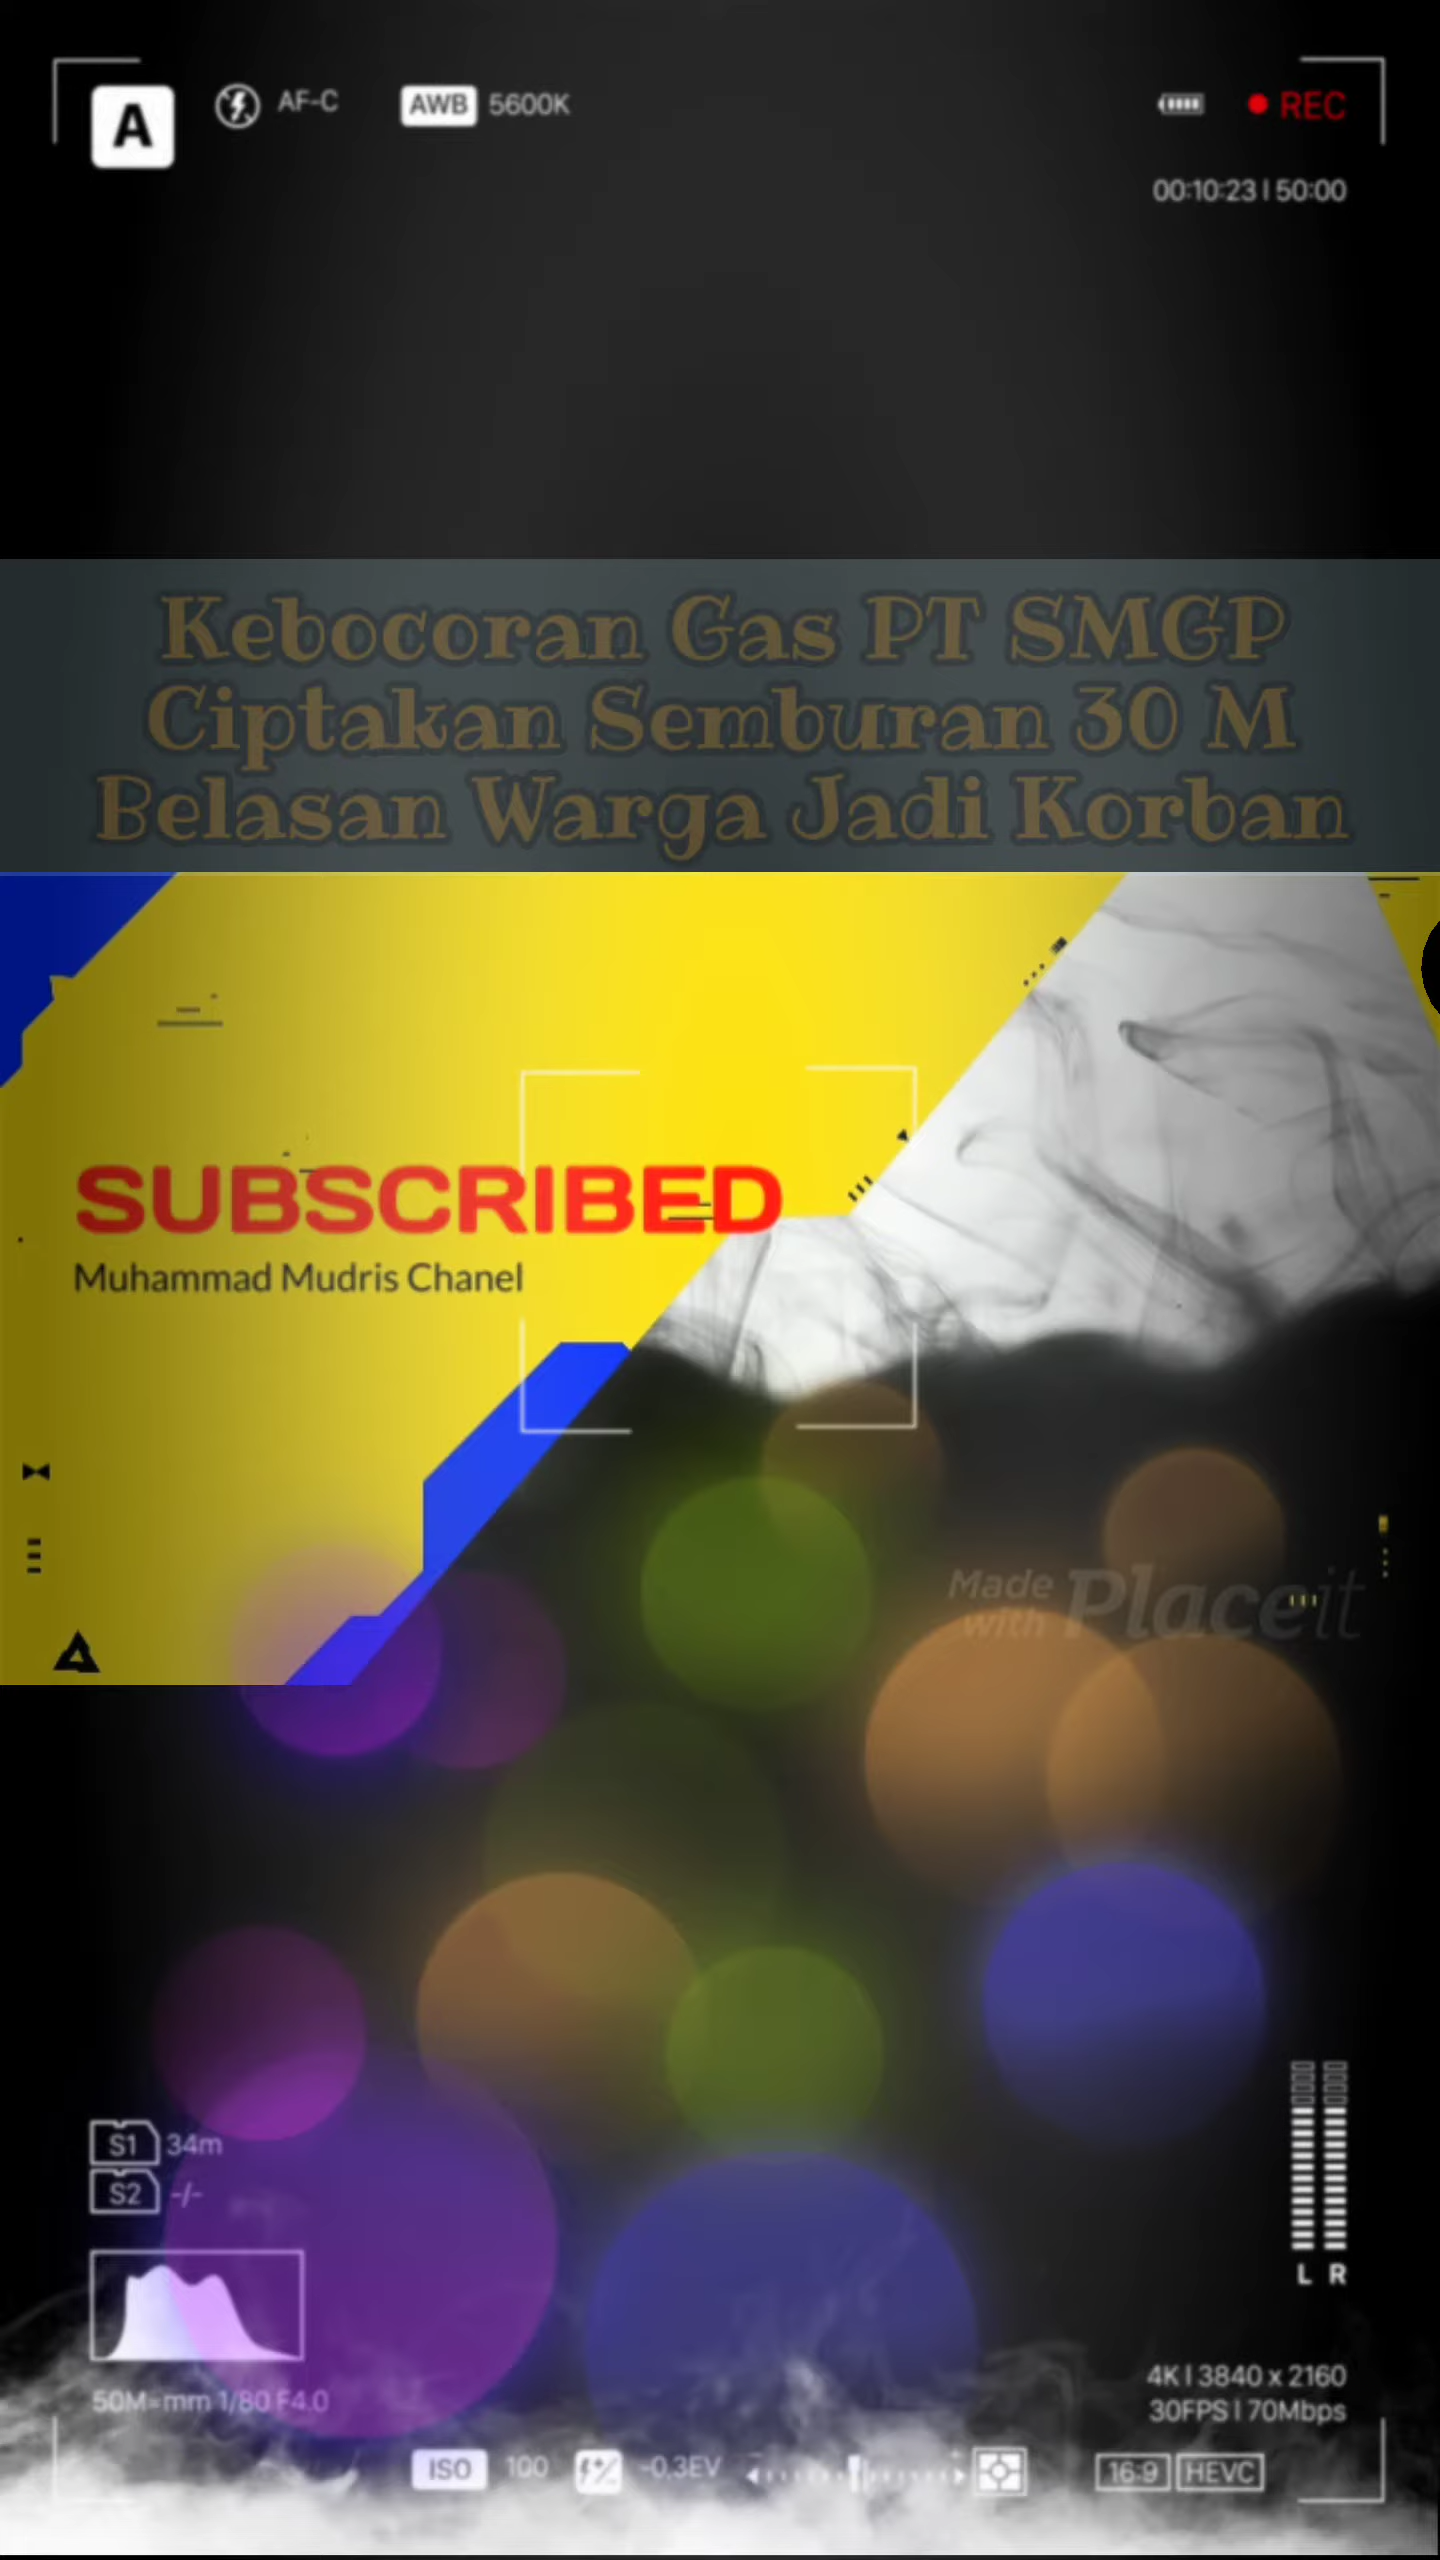 A AF-C AWB 5600K REC
00:10:23 | 50:00
Kebocoran Gas PT SMGP
Ciptakan Semburan 30 M
Belasan Warga Jadi Korban
SUBSCRIBED
Muhammad Mudris Chanel
Made
with Placeit
S1 34m
S2 -/-
L R
50M=mm 1/80 F4.0
4K | 3840 x 2160
30FPS | 70Mbps
ISO 100 -0,3EV 16:9 HEVC